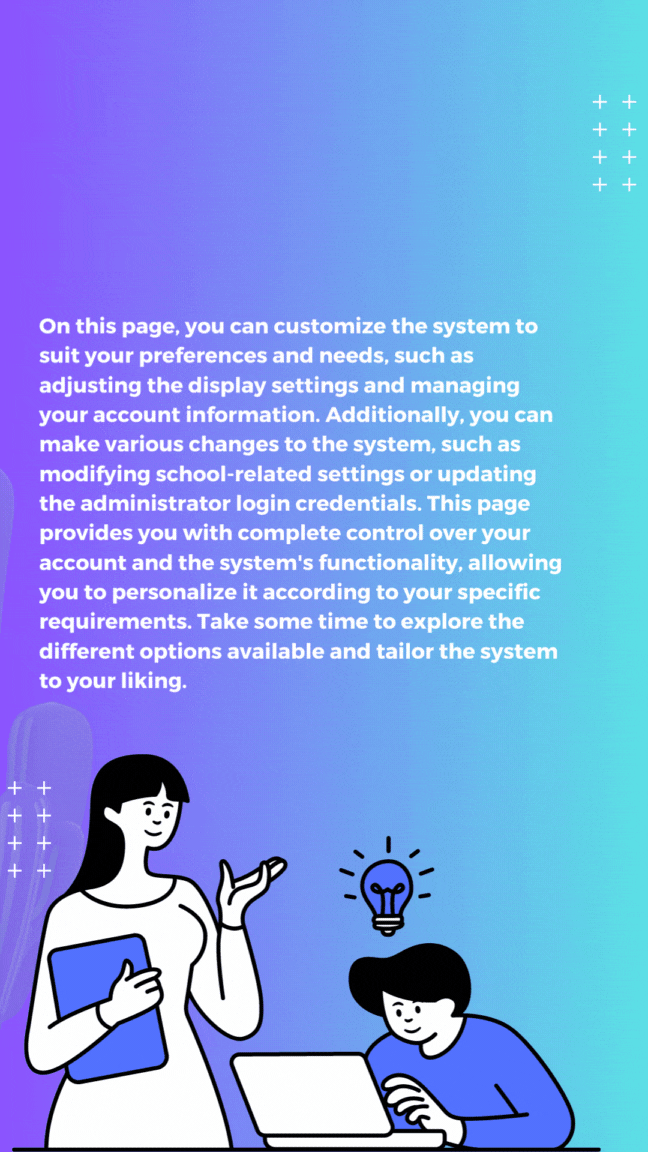 On this page, you can customize the system to
suit your preferences and needs, such as
adjusting the display settings and managing
your account information. Additionally, you can
make various changes to the system, such as
modifying school-related settings or updating
the administrator login credentials. This page
provides you with complete control over your
account and the system's functionality, allowing
you to personalize it according to your specific
requirements. Take some time to explore the
different options available and tailor the system
to your liking.